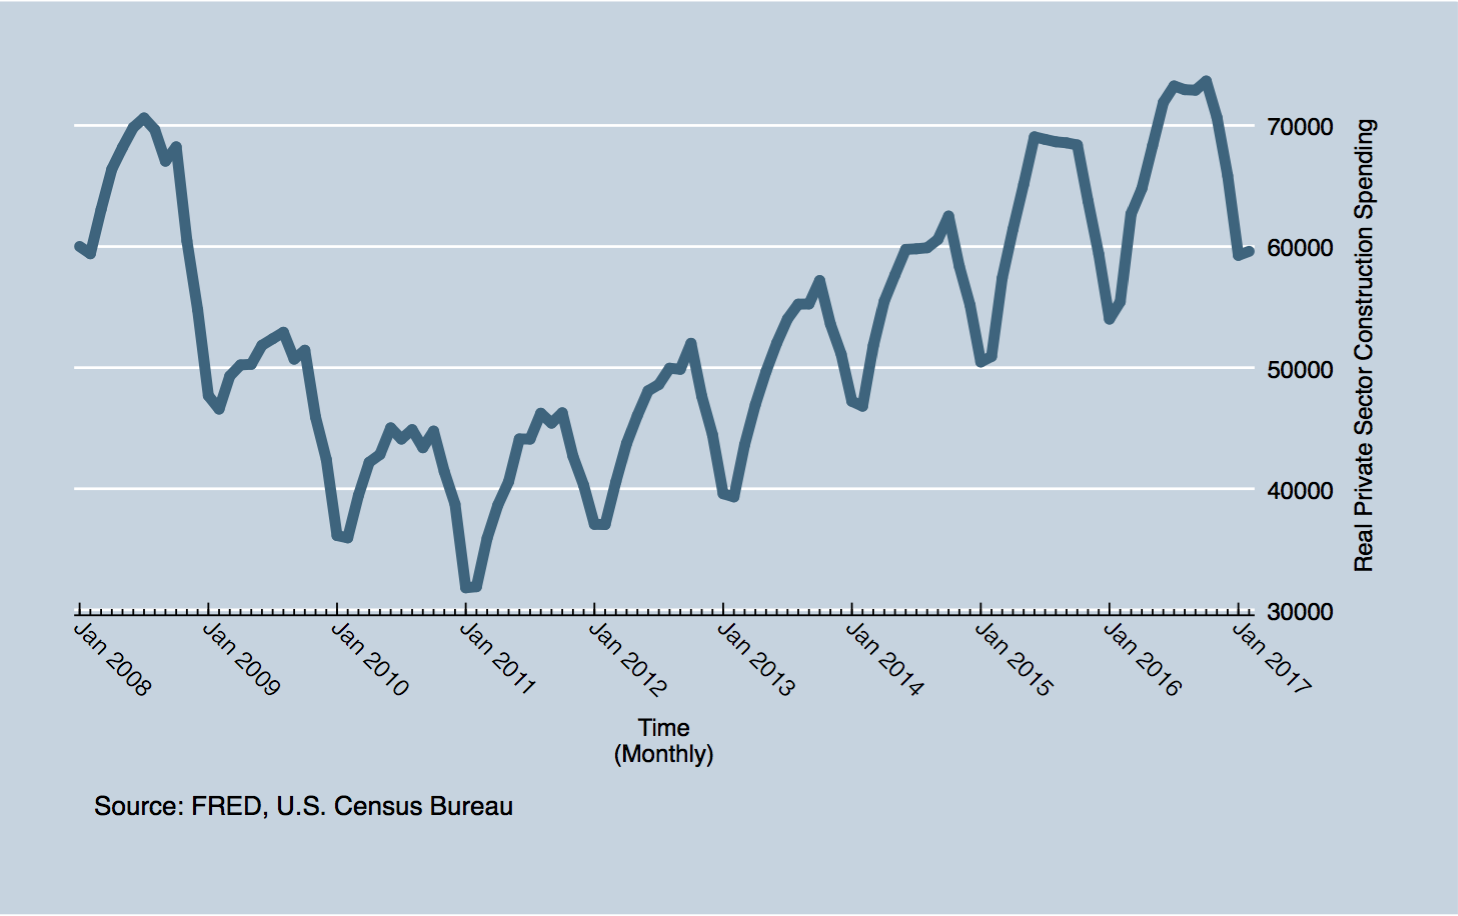 70000
60000
50000
40000
30000
Real Private Sector Construction Spending
Jan 2008
Jan 2009
Jan 2010
Jan 2011
Jan 2012
Jan 2013
Jan 2014
Jan 2015
Jan 2016
Jan 2017
Time
(Monthly)
Source: FRED, U.S. Census Bureau